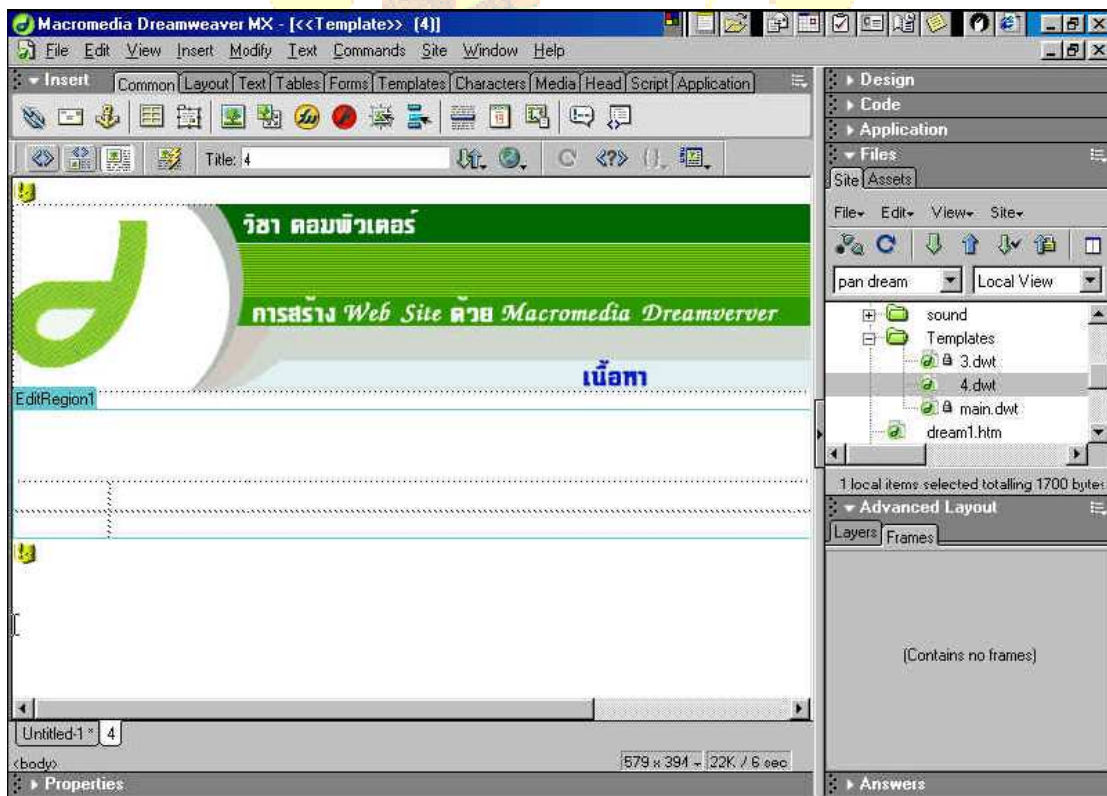 Macromedia Dreamweaver MX - [<<Template>> (4)]
File Edit View Insert Modify Text Commands Site Window Help
Insert Common Layout Text Tables Forms Templates Characters Media Head Script Application
Title: 4
วิชา คอมพิวเตอร์
การสร้าง Web Site ด้วย Macromedia Dreamverver
เนื้อหา
EditRegion1
Untitled-1 * 4
<body>
579 x 394 22K / 6 sec
Properties
Design
Code
Application
Files
Site Assets
File Edit View Site
pan dream Local View
sound
Templates
3.dwt
4.dwt
main.dwt
dream1.htm
1 local items selected totalling 1700 bytes
Advanced Layout
Layers Frames
(Contains no frames)
Answers